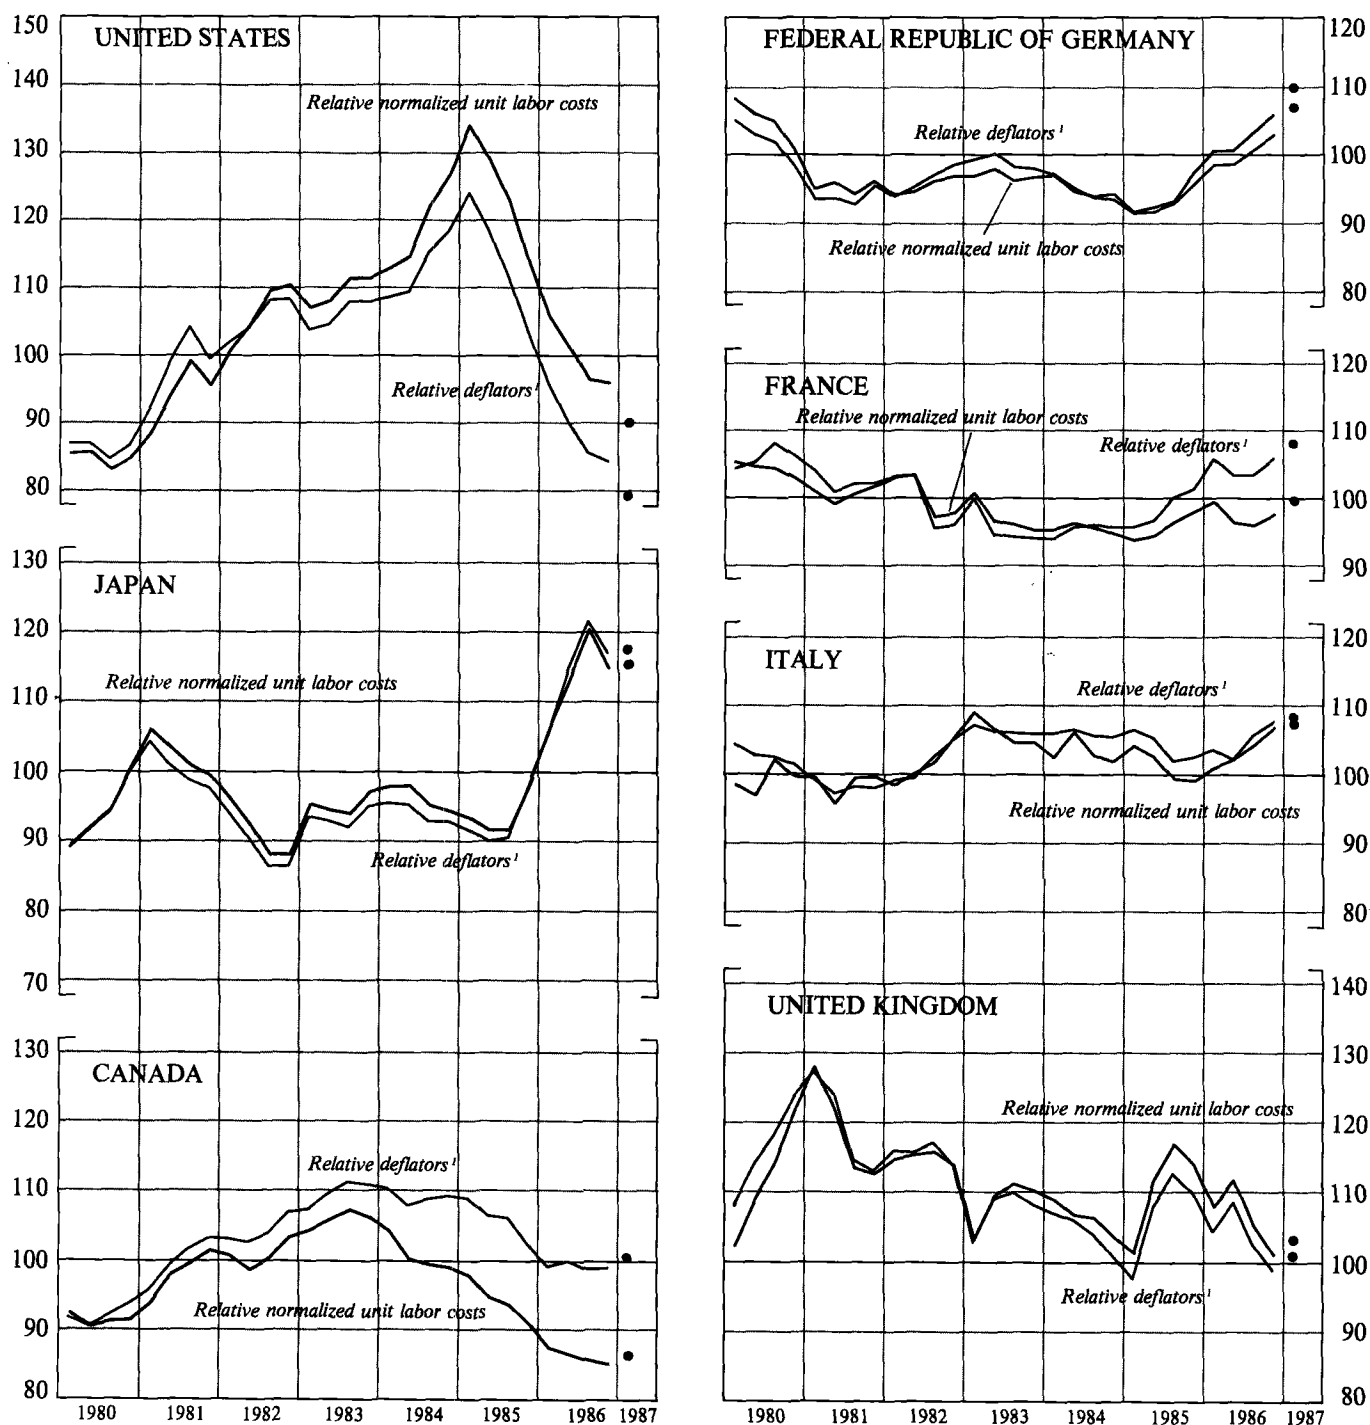 UNITED STATES
150
140
130
120
110
100
90
80
Relative normalized unit labor costs
Relative deflators¹
JAPAN
130
120
110
100
90
80
70
Relative normalized unit labor costs
Relative deflators¹
CANADA
130
120
110
100
90
80
Relative deflators¹
Relative normalized unit labor costs
1980 1981 1982 1983 1984 1985 1986 1987
FEDERAL REPUBLIC OF GERMANY
120
110
100
90
80
Relative deflators¹
Relative normalized unit labor costs
FRANCE
120
110
100
90
Relative normalized unit labor costs
Relative deflators¹
ITALY
120
110
100
90
80
Relative deflators¹
Relative normalized unit labor costs
UNITED KINGDOM
140
130
120
110
100
90
80
Relative normalized unit labor costs
Relative deflators¹
1980 1981 1982 1983 1984 1985 1986 1987